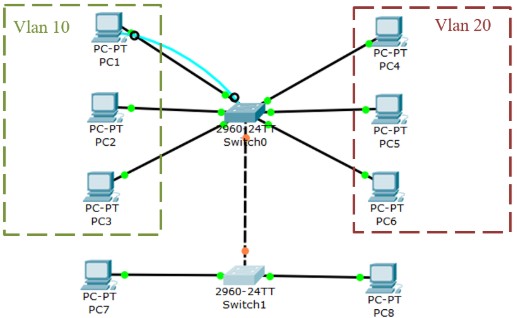 Vlan 10
Vlan 20
PC-PT
PC1
PC-PT
PC4
PC-PT
PC2
2960-24TT
Switch0
PC-PT
PC5
PC-PT
PC3
PC-PT
PC6
PC-PT
PC7
2960-24TT
Switch1
PC-PT
PC8